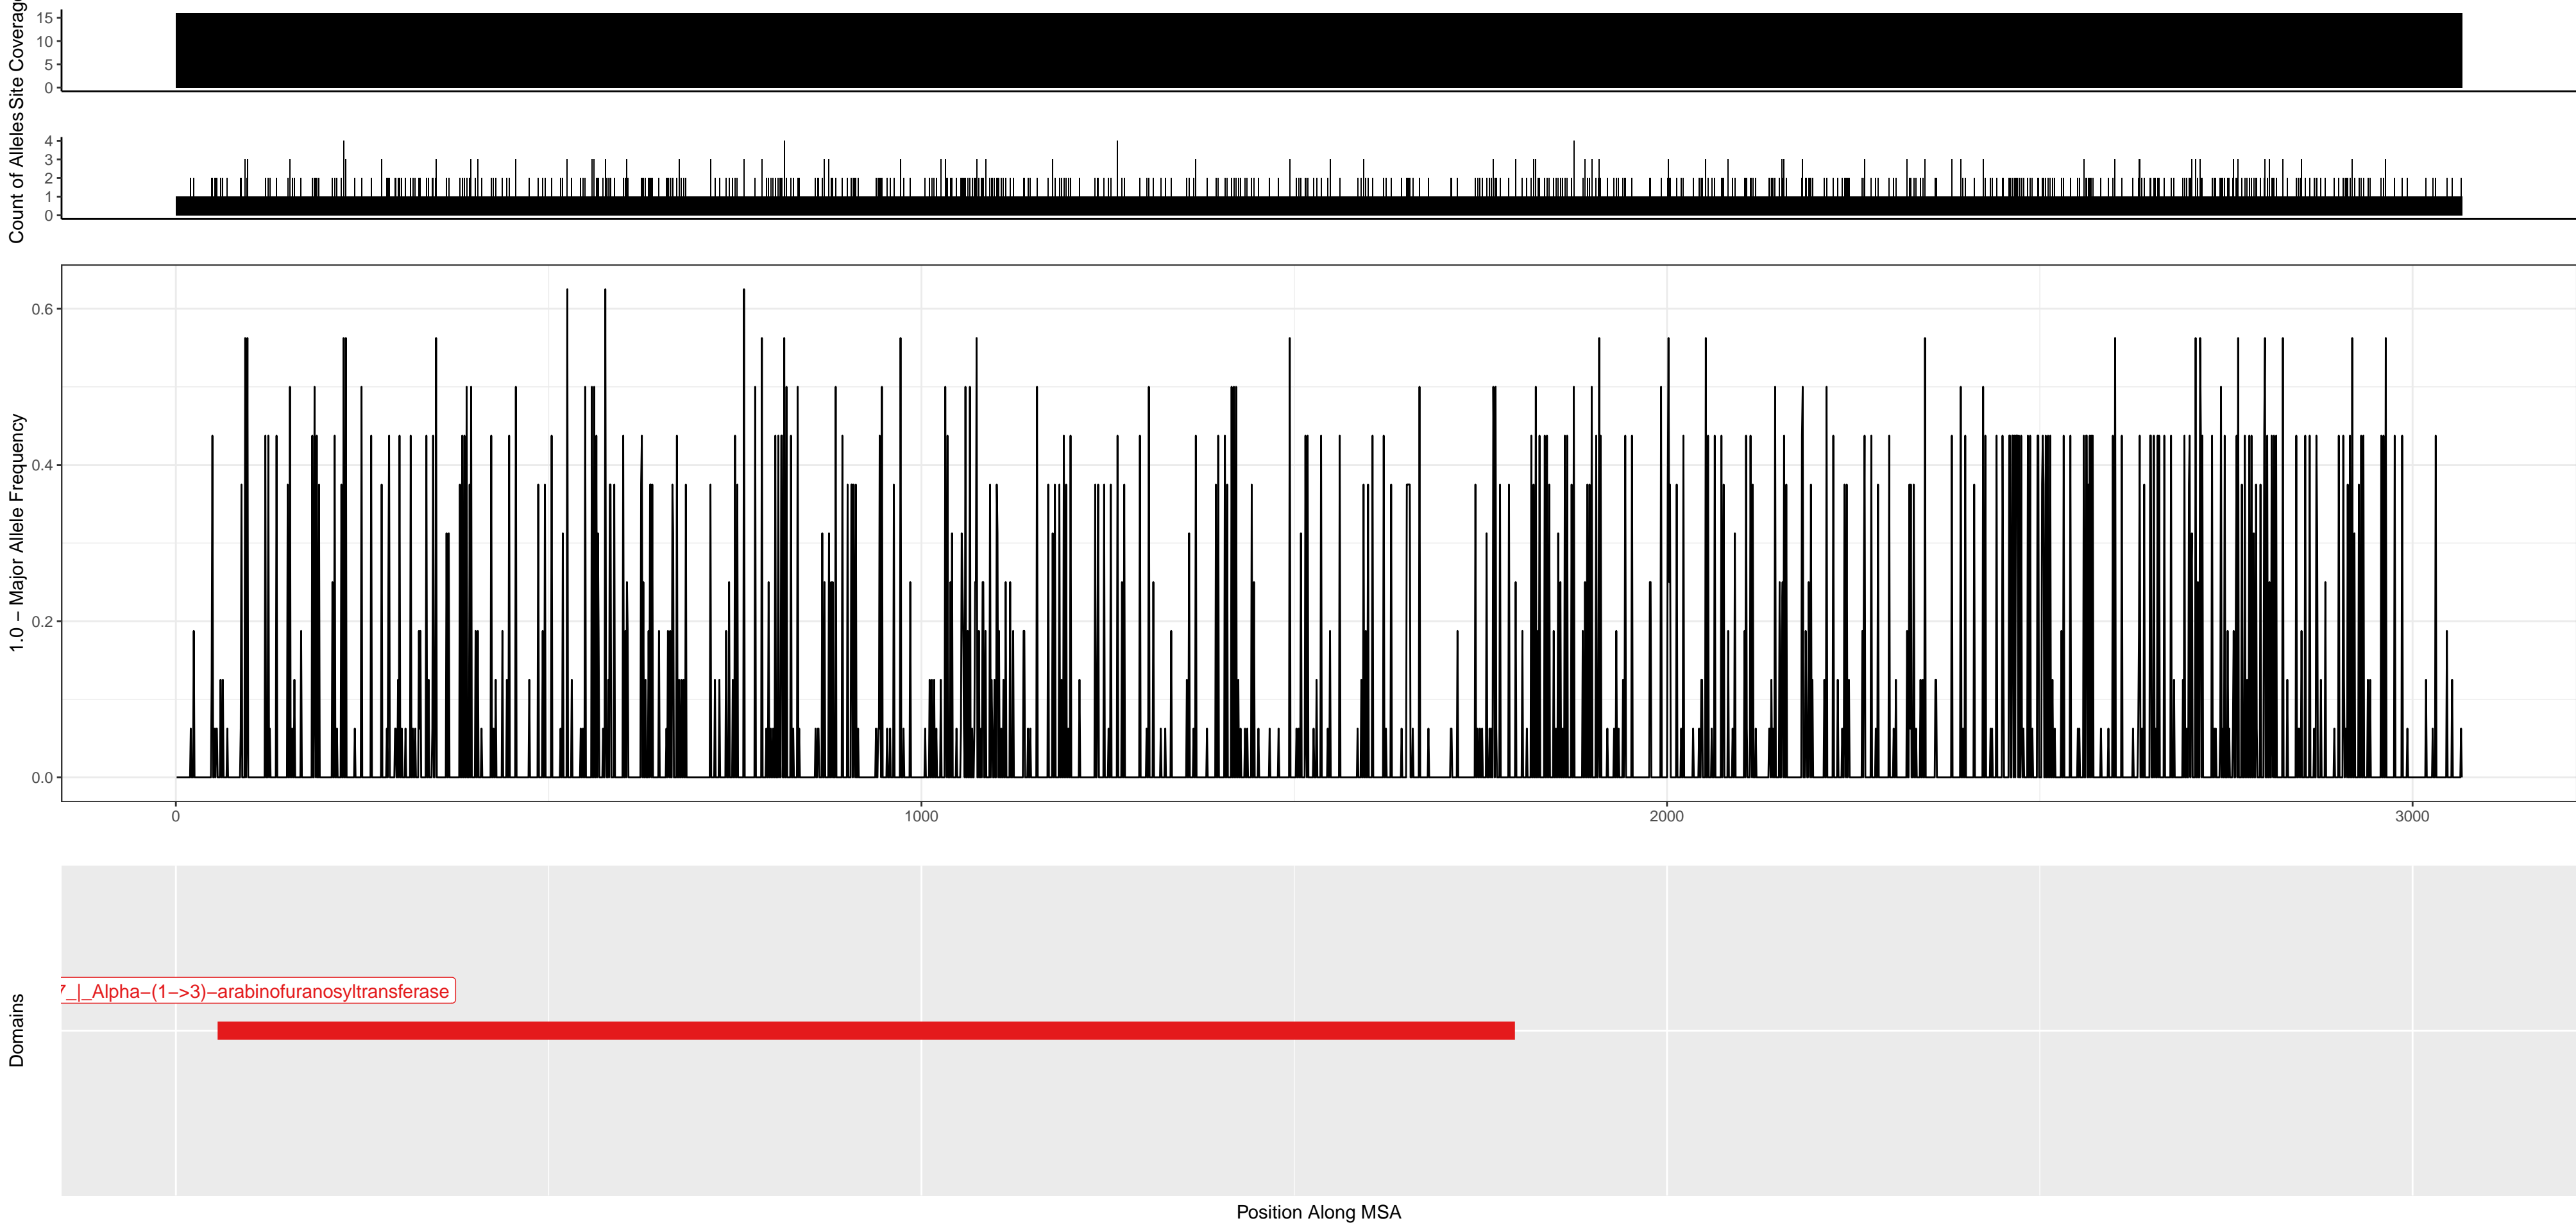 Site Coverage
15
10
5
0
Count of Alleles
4
3
2
1
0
1.0 − Major Allele Frequency
0.6
0.4
0.2
0.0
0
1000
2000
3000
Domains
7_|_Alpha−(1−>3)−arabinofuranosyltransferase
Position Along MSA